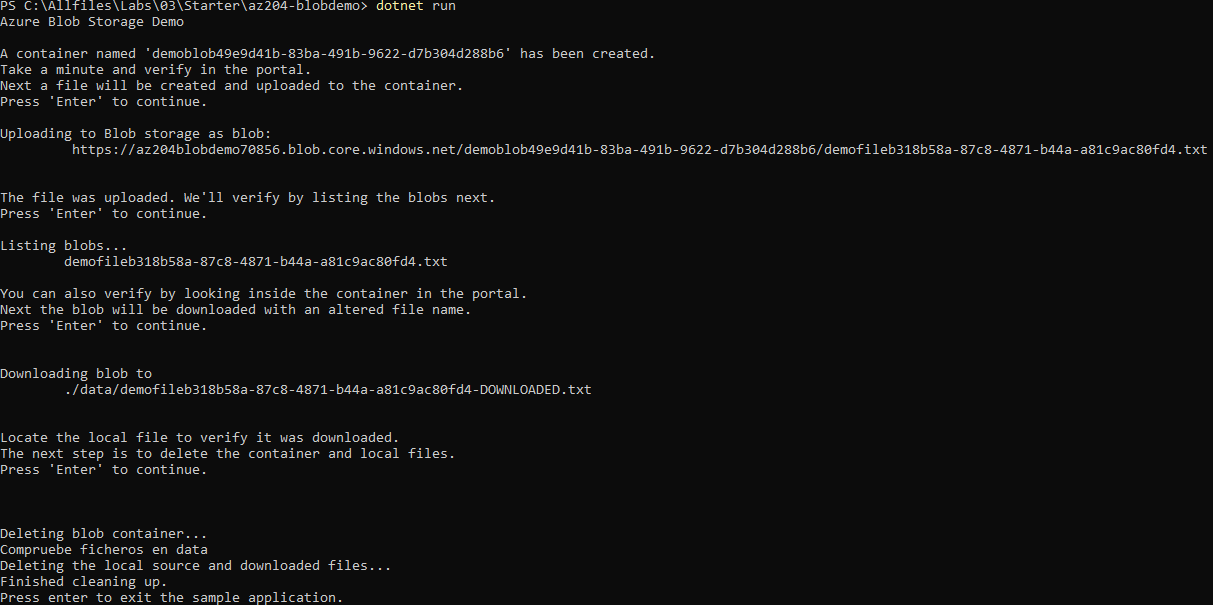 PS C:\Allfiles\Labs\03\Starter\az204-blobdemo> dotnet run
Azure Blob Storage Demo
A container named 'demoblob49e9d41b-83ba-491b-9622-d7b304d288b6' has been created.
Take a minute and verify in the portal.
Next a file will be created and uploaded to the container.
Press 'Enter' to continue.
Uploading to Blob storage as blob:
https://az204blobdemo70856.blob.core.windows.net/demoblob49e9d41b-83ba-491b-9622-d7b304d288b6/demofileb318b58a-87c8-4871-b44a-a81c9ac80fd4.txt
The file was uploaded. We'll verify by listing the blobs next.
Press 'Enter' to continue.
Listing blobs...
demofileb318b58a-87c8-4871-b44a-a81c9ac80fd4.txt
You can also verify by looking inside the container in the portal.
Next the blob will be downloaded with an altered file name.
Press 'Enter' to continue.
Downloading blob to
./data/demofileb318b58a-87c8-4871-b44a-a81c9ac80fd4-DOWNLOADED.txt
Locate the local file to verify it was downloaded.
The next step is to delete the container and local files.
Press 'Enter' to continue.
Deleting blob container...
Compruebe ficheros en data
Deleting the local source and downloaded files...
Finished cleaning up.
Press enter to exit the sample application.